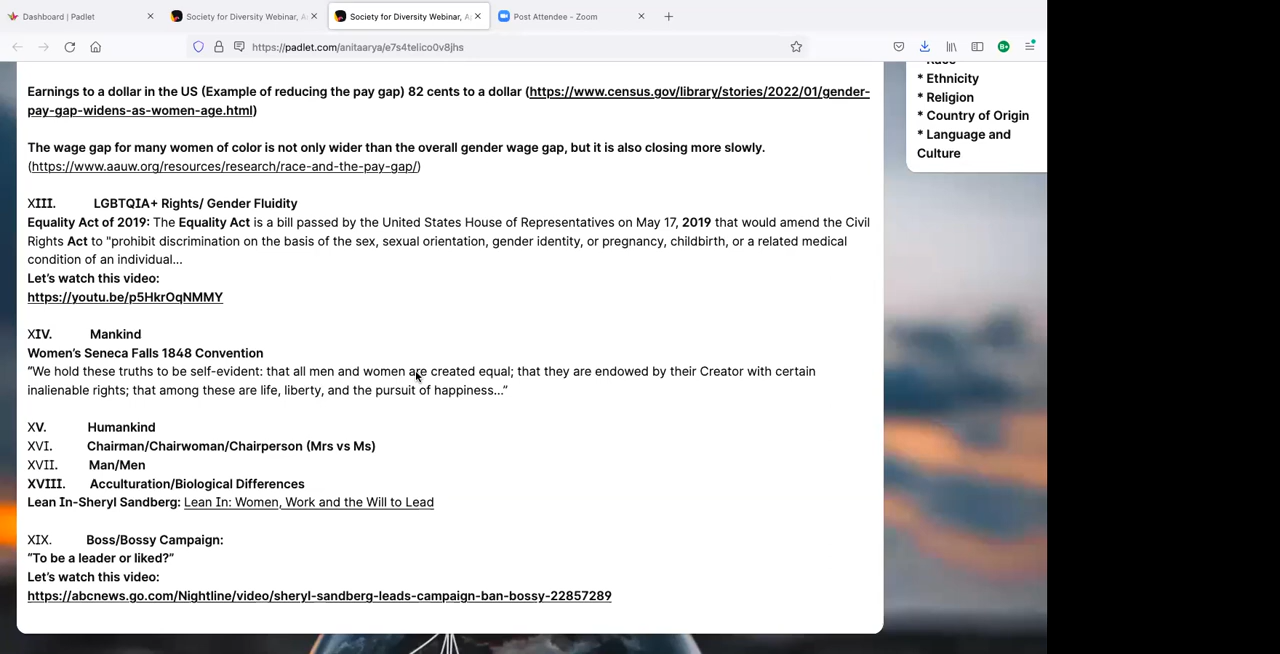 Dashboard | Padlet
Society for Diversity Webinar, A
Society for Diversity Webinar, A
Post Attendee - Zoom
https://padlet.com/anitaarya/e7s4telico0v8jhs
Earnings to a dollar in the US (Example of reducing the pay gap) 82 cents to a dollar (https://www.census.gov/library/stories/2022/01/gender-
pay-gap-widens-as-women-age.html)
The wage gap for many women of color is not only wider than the overall gender wage gap, but it is also closing more slowly.
(https://www.aauw.org/resources/research/race-and-the-pay-gap/)
XIII. LGBTQIA+ Rights/ Gender Fluidity
Equality Act of 2019: The Equality Act is a bill passed by the United States House of Representatives on May 17, 2019 that would amend the Civil
Rights Act to "prohibit discrimination on the basis of the sex, sexual orientation, gender identity, or pregnancy, childbirth, or a related medical
condition of an individual...
Let's watch this video:
https://youtu.be/p5HkrOqNMMY
XIV. Mankind
Women's Seneca Falls 1848 Convention
"We hold these truths to be self-evident: that all men and women are created equal; that they are endowed by their Creator with certain
inalienable rights; that among these are life, liberty, and the pursuit of happiness..."
XV. Humankind
XVI. Chairman/Chairwoman/Chairperson (Mrs vs Ms)
XVII. Man/Men
XVIII. Acculturation/Biological Differences
Lean In-Sheryl Sandberg: Lean In: Women, Work and the Will to Lead
XIX. Boss/Bossy Campaign:
"To be a leader or liked?"
Let's watch this video:
https://abcnews.go.com/Nightline/video/sheryl-sandberg-leads-campaign-ban-bossy-22857289
* Ethnicity
* Religion
* Country of Origin
* Language and
Culture